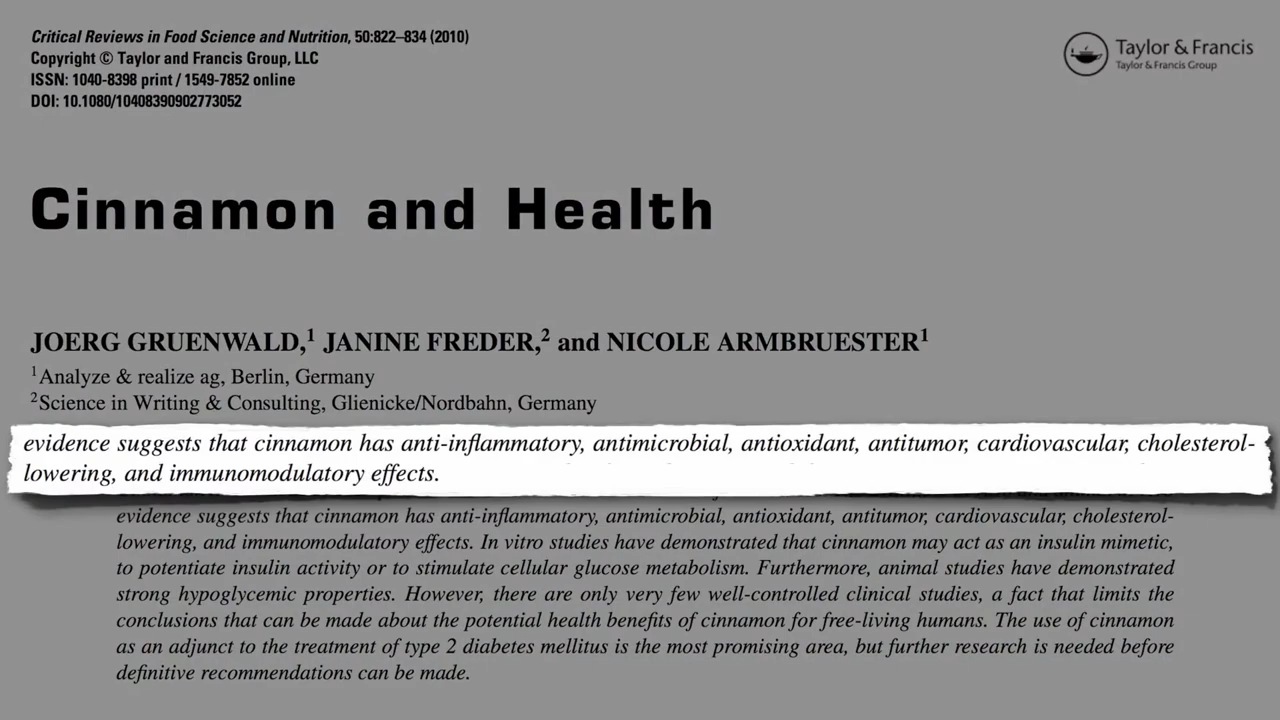 Critical Reviews in Food Science and Nutrition, 50:822–834 (2010)
Copyright © Taylor and Francis Group, LLC
ISSN: 1040-8398 print / 1549-7852 online
DOI: 10.1080/10408390902773052
Taylor & Francis
Taylor & Francis Group
Cinnamon and Health
JOERG GRUENWALD,¹ JANINE FREDER,² and NICOLE ARMBRUESTER¹
¹Analyze & realize ag, Berlin, Germany
²Science in Writing & Consulting, Glienicke/Nordbahn, Germany
evidence suggests that cinnamon has anti-inflammatory, antimicrobial, antioxidant, antitumor, cardiovascular, cholesterol-
lowering, and immunomodulatory effects.
evidence suggests that cinnamon has anti-inflammatory, antimicrobial, antioxidant, antitumor, cardiovascular, cholesterol-
lowering, and immunomodulatory effects. In vitro studies have demonstrated that cinnamon may act as an insulin mimetic,
to potentiate insulin activity or to stimulate cellular glucose metabolism. Furthermore, animal studies have demonstrated
strong hypoglycemic properties. However, there are only very few well-controlled clinical studies, a fact that limits the
conclusions that can be made about the potential health benefits of cinnamon for free-living humans. The use of cinnamon
as an adjunct to the treatment of type 2 diabetes mellitus is the most promising area, but further research is needed before
definitive recommendations can be made.